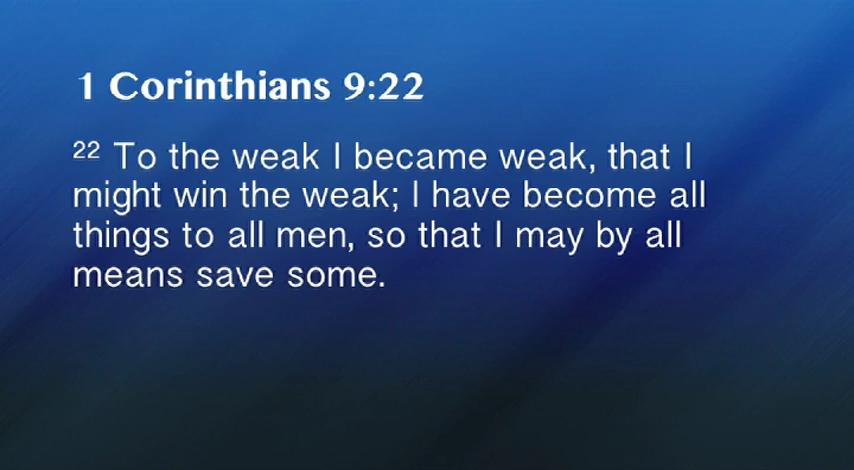 1 Corinthians 9:22
22 To the weak I became weak, that I
might win the weak; I have become all
things to all men, so that I may by all
means save some.